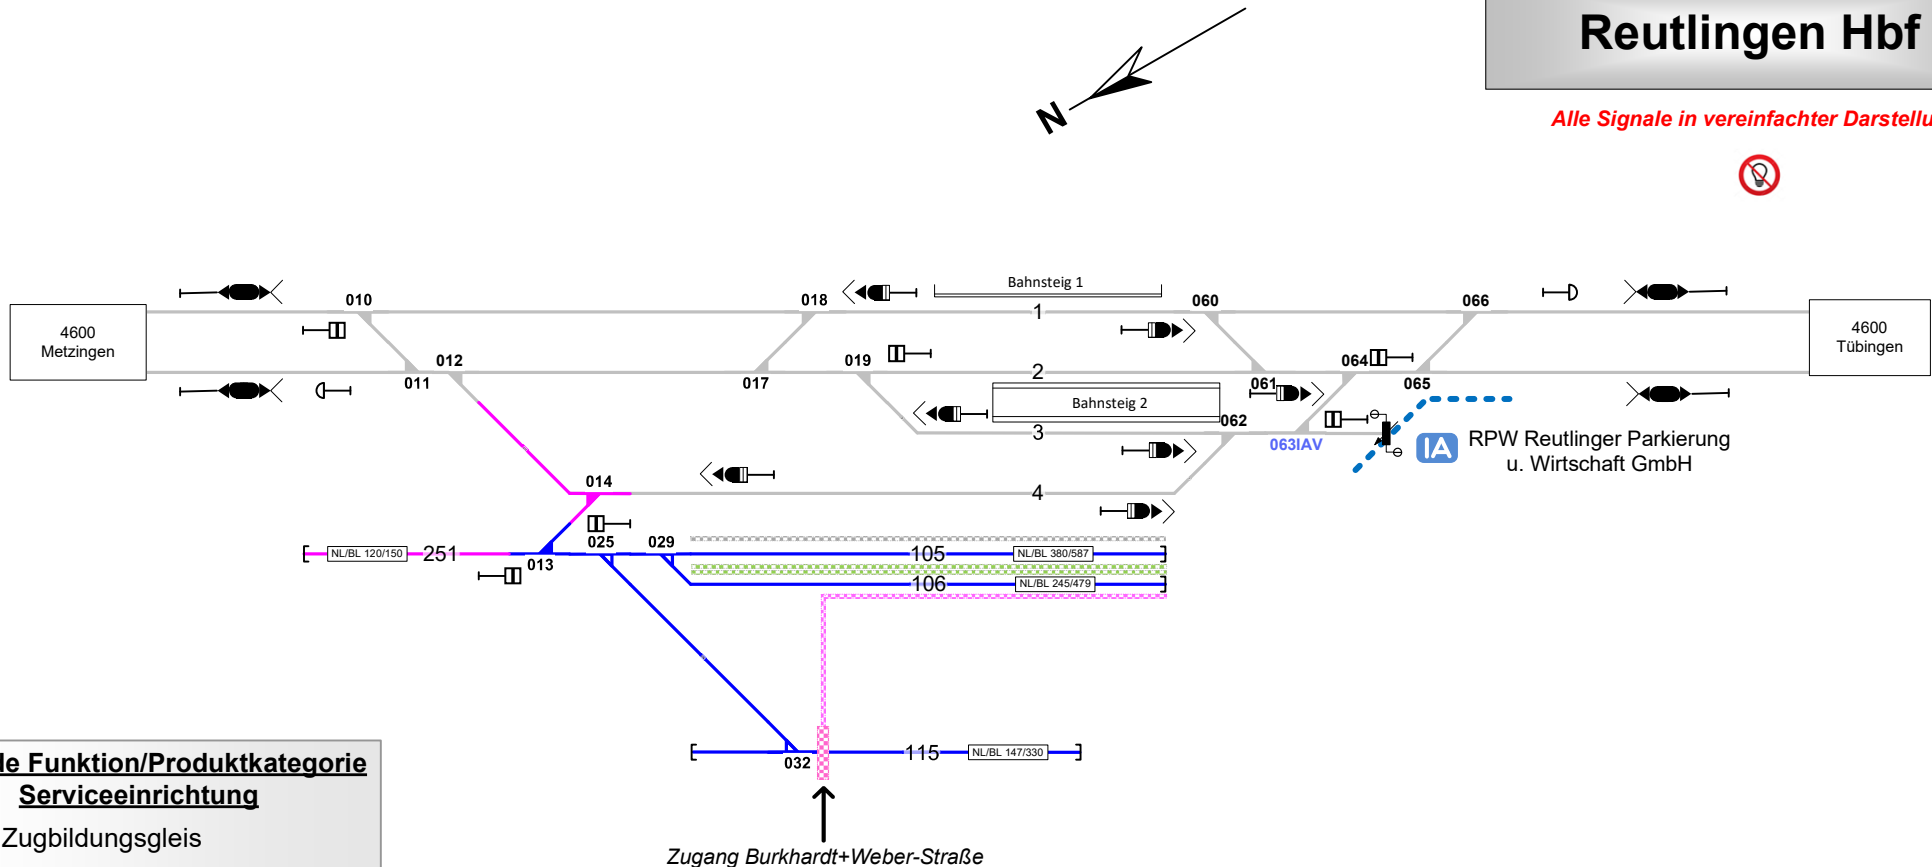 Reutlingen Hbf
N
Alle Signale in vereinfachter Darstellu
Bahnsteig 1
010
018
1
060
066
4600
Metzingen
4600
Tübingen
012
019
064
011
017
2
061
065
Bahnsteig 2
062
3
063IAV
IA
RPW Reutlinger Parkierung
u. Wirtschaft GmbH
014
4
025
029
NL/BL 120/150
251
013
105
NL/BL 380/587
106
NL/BL 245/479
032
115
NL/BL 147/330
le Funktion/Produktkategorie
Serviceeinrichtung
Zugbildungsgleis
Zugang Burkhardt+Weber-Straße